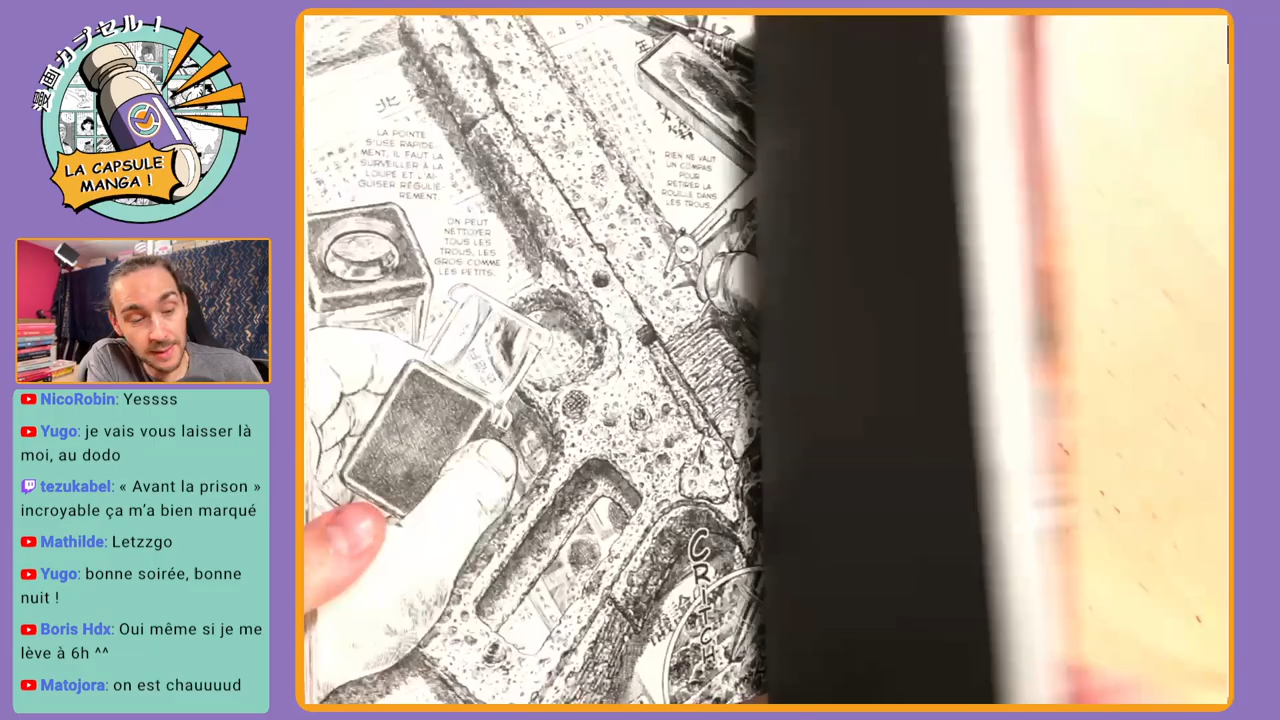 漫画カプセル!
LA CAPSULE
MANGA !
NicoRobin: Yessss
Yugo: je vais vous laisser là
moi, au dodo
tezukabel: « Avant la prison »
incroyable ça m'a bien marqué
Mathilde: Letzzgo
Yugo: bonne soirée, bonne
nuit !
Boris Hdx: Oui même si je me
lève à 6h ^^
Matojora: on est chauuuud
北
LA POINTE
S'USE RAPIDE-
MENT, IL FAUT LA
SURVEILLER À LA
LOUPE ET L'AI-
GUISER RÉGULIÈ-
REMENT.
ON PEUT
NETTOYER
TOUS LES
TROUS, LES
GROS COMME
LES PETITS.
RIEN NE VAUT
UN COMPAS
POUR
RETIRER LA
ROUILLE DANS
LES TROUS.
CRITCH